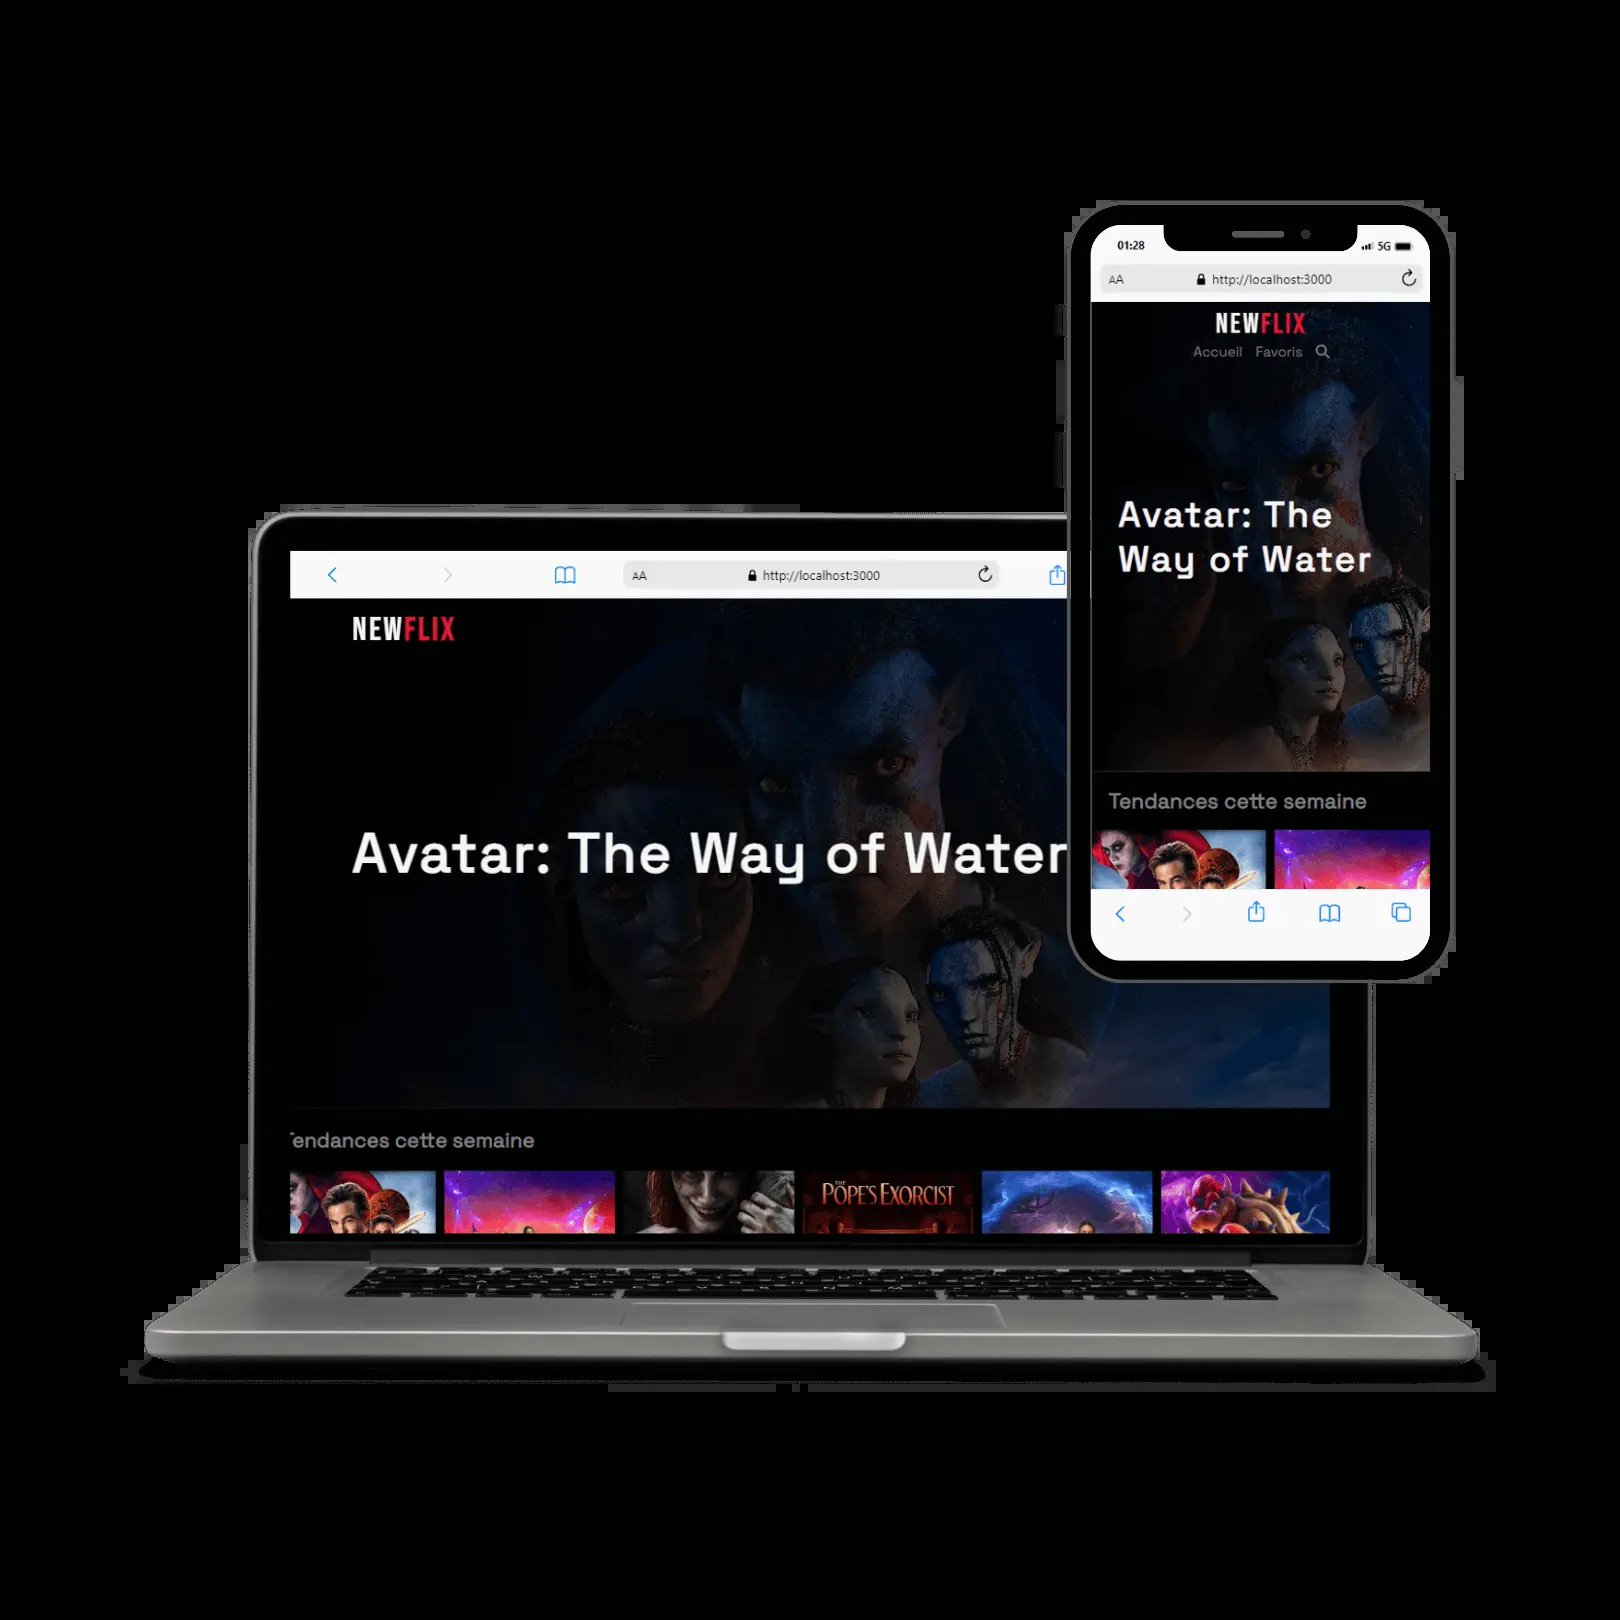 01:28
5G
AA
http://localhost:3000
NEWFLIX
Accueil Favoris
Avatar: The
Way of Water
Tendances cette semaine
AA
http://localhost:3000
NEWFLIX
Avatar: The Way of Water
Tendances cette semaine
THE
POPE'S EXORCIST